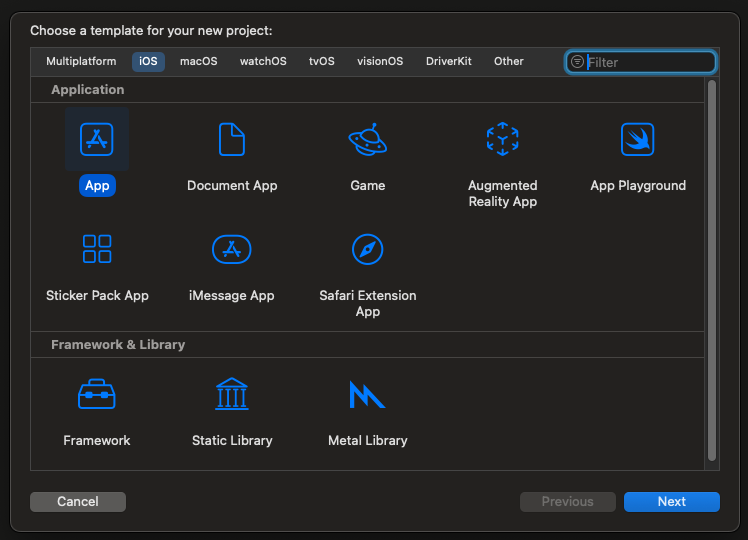 Choose a template for your new project:
Multiplatform iOS macOS watchOS tvOS visionOS DriverKit Other Filter
Application
App Document App Game Augmented Reality App App Playground
Sticker Pack App iMessage App Safari Extension App
Framework & Library
Framework Static Library Metal Library
Cancel Previous Next